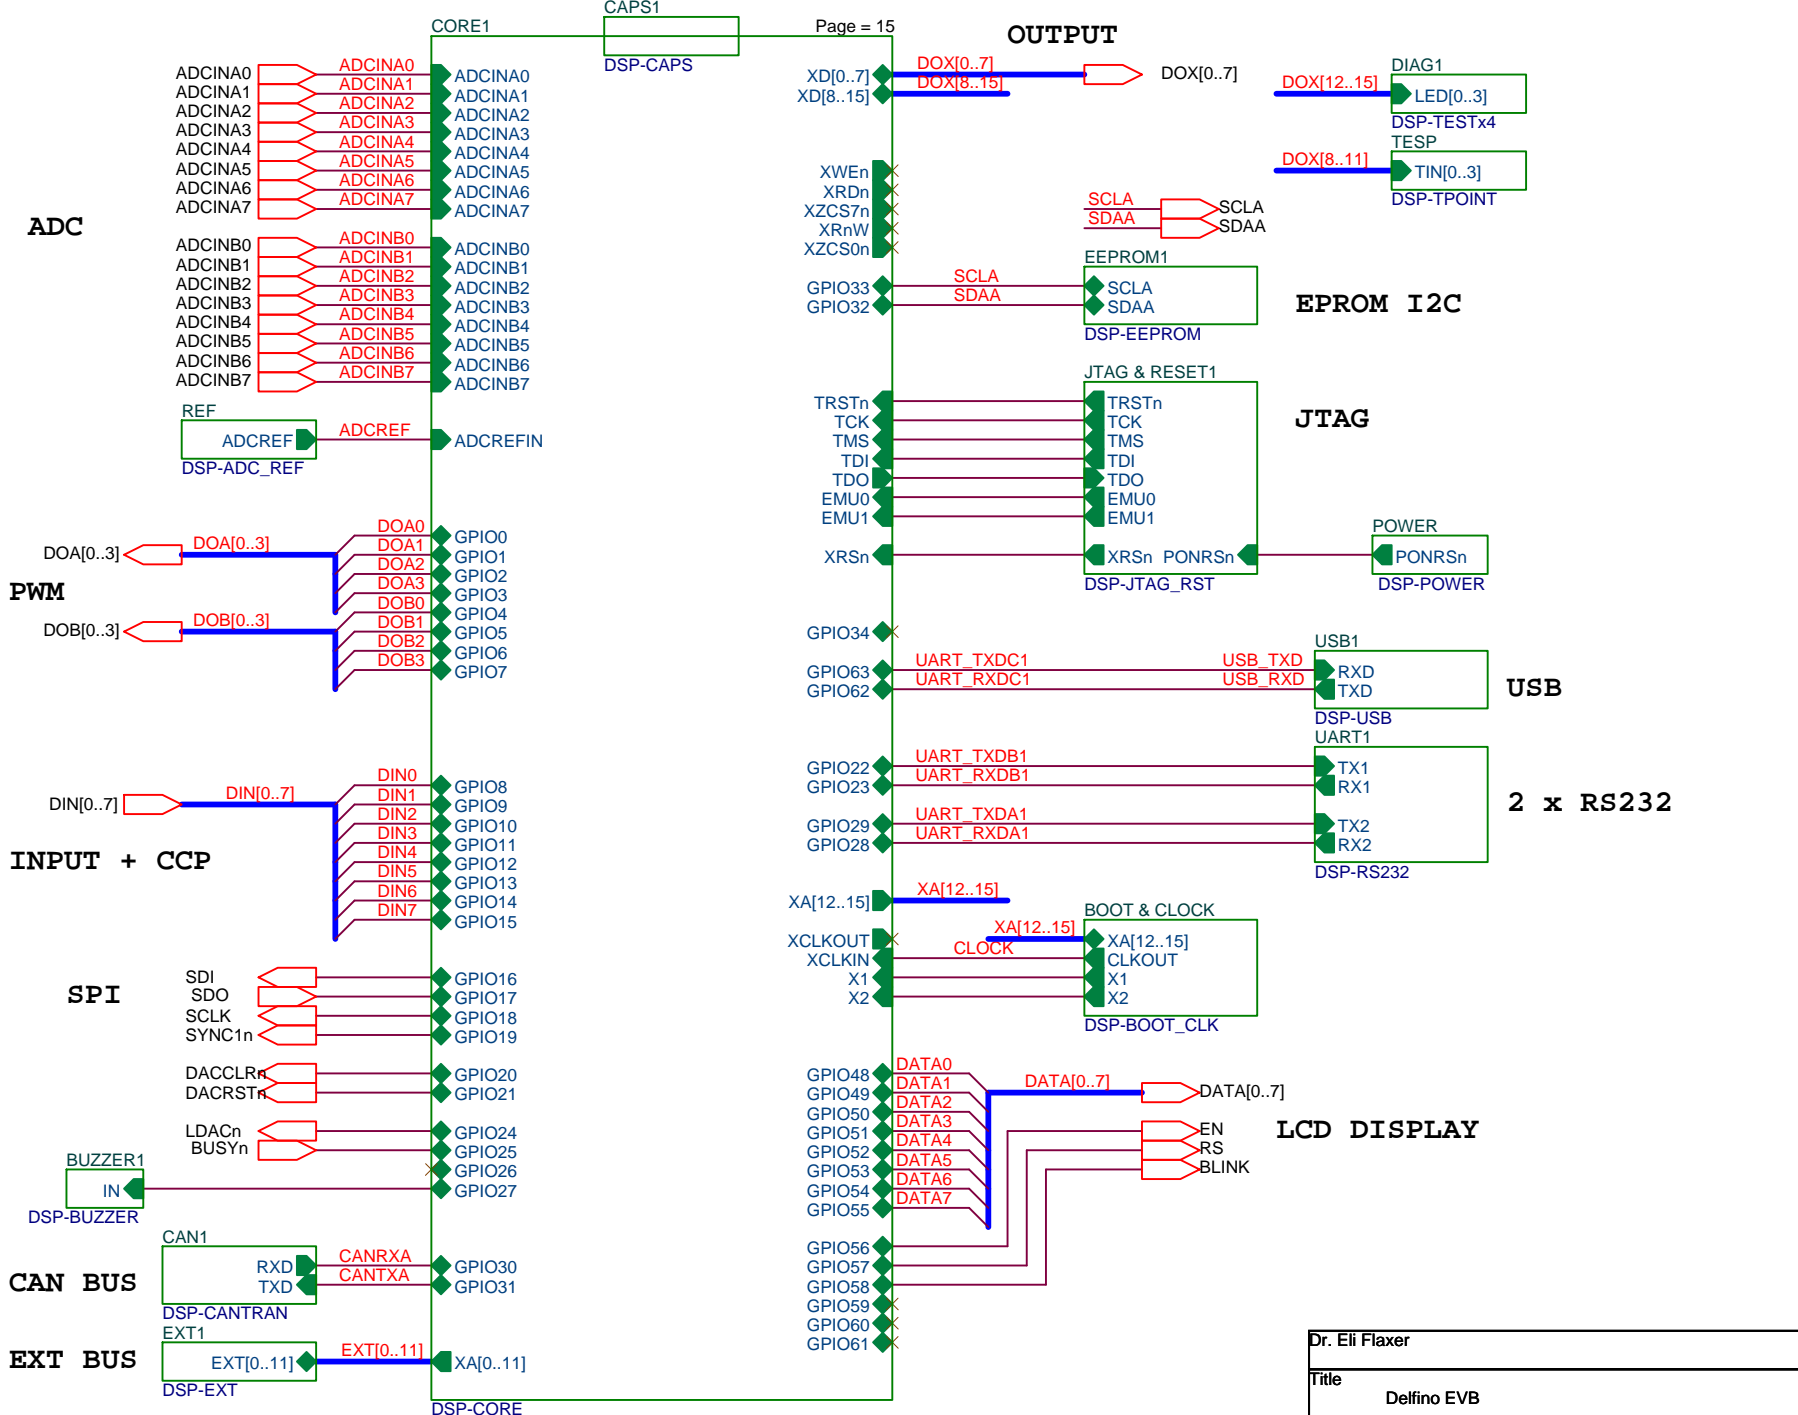 CAPS1
CORE1
Page = 15
DSP-CAPS
OUTPUT
ADC
ADCINA0 ADCINA0 ADCINA0
ADCINA1 ADCINA1 ADCINA1
ADCINA2 ADCINA2 ADCINA2
ADCINA3 ADCINA3 ADCINA3
ADCINA4 ADCINA4 ADCINA4
ADCINA5 ADCINA5 ADCINA5
ADCINA6 ADCINA6 ADCINA6
ADCINA7 ADCINA7 ADCINA7
ADCINB0 ADCINB0 ADCINB0
ADCINB1 ADCINB1 ADCINB1
ADCINB2 ADCINB2 ADCINB2
ADCINB3 ADCINB3 ADCINB3
ADCINB4 ADCINB4 ADCINB4
ADCINB5 ADCINB5 ADCINB5
ADCINB6 ADCINB6 ADCINB6
ADCINB7 ADCINB7 ADCINB7
REF
ADCREF ADCREF ADCREFIN
DSP-ADC_REF
PWM
DOA[0..3] DOA[0..3]
DOA0 GPIO0
DOA1 GPIO1
DOA2 GPIO2
DOA3 GPIO3
DOB[0..3] DOB[0..3]
DOB0 GPIO4
DOB1 GPIO5
DOB2 GPIO6
DOB3 GPIO7
INPUT + CCP
DIN[0..7] DIN[0..7]
DIN0 GPIO8
DIN1 GPIO9
DIN2 GPIO10
DIN3 GPIO11
DIN4 GPIO12
DIN5 GPIO13
DIN6 GPIO14
DIN7 GPIO15
SPI
SDI GPIO16
SDO GPIO17
SCLK GPIO18
SYNC1n GPIO19
DACCLRn GPIO20
DACRSTn GPIO21
LDACn GPIO24
BUSYn GPIO25
GPIO26
BUZZER1
IN GPIO27
DSP-BUZZER
CAN BUS
CAN1
RXD CANRXA GPIO30
TXD CANTXA GPIO31
DSP-CANTRAN
EXT BUS
EXT1
EXT[0..11] EXT[0..11] XA[0..11]
DSP-EXT
DSP-CORE
XD[0..7] DOX[0..7] DOX[0..7]
XD[8..15] DOX[8..15]
DIAG1
DOX[12..15] LED[0..3]
DSP-TESTx4
TESP
DOX[8..11] TIN[0..3]
DSP-TPOINT
XWEn
XRDn
XZCS7n
XRnW
XZCS0n
SCLA SCLA
SDAA SDAA
EEPROM1
GPIO33 SCLA SCLA
GPIO32 SDAA SDAA
DSP-EEPROM
EPROM I2C
JTAG & RESET1
TRSTn TRSTn
TCK TCK
TMS TMS
TDI TDI
TDO TDO
EMU0 EMU0
EMU1 EMU1
JTAG
POWER
XRSn XRSn PONRSn PONRSn
DSP-JTAG_RST
DSP-POWER
GPIO34
USB1
GPIO63 UART_TXDC1 USB_TXD RXD
GPIO62 UART_RXDC1 USB_RXD TXD
DSP-USB
USB
UART1
GPIO22 UART_TXDB1 TX1
GPIO23 UART_RXDB1 RX1
GPIO29 UART_TXDA1 TX2
GPIO28 UART_RXDA1 RX2
DSP-RS232
2 x RS232
XA[12..15] XA[12..15]
BOOT & CLOCK
XCLKOUT XA[12..15] XA[12..15]
XCLKIN CLOCK CLKOUT
X1 X1
X2 X2
DSP-BOOT_CLK
GPIO48 DATA0
GPIO49 DATA1
GPIO50 DATA2
GPIO51 DATA3
GPIO52 DATA4
GPIO53 DATA5
GPIO54 DATA6
GPIO55 DATA7
DATA[0..7] DATA[0..7]
EN
RS
BLINK
LCD DISPLAY
GPIO56
GPIO57
GPIO58
GPIO59
GPIO60
GPIO61
Dr. Eli Flaxer
Title
Delfino EVB